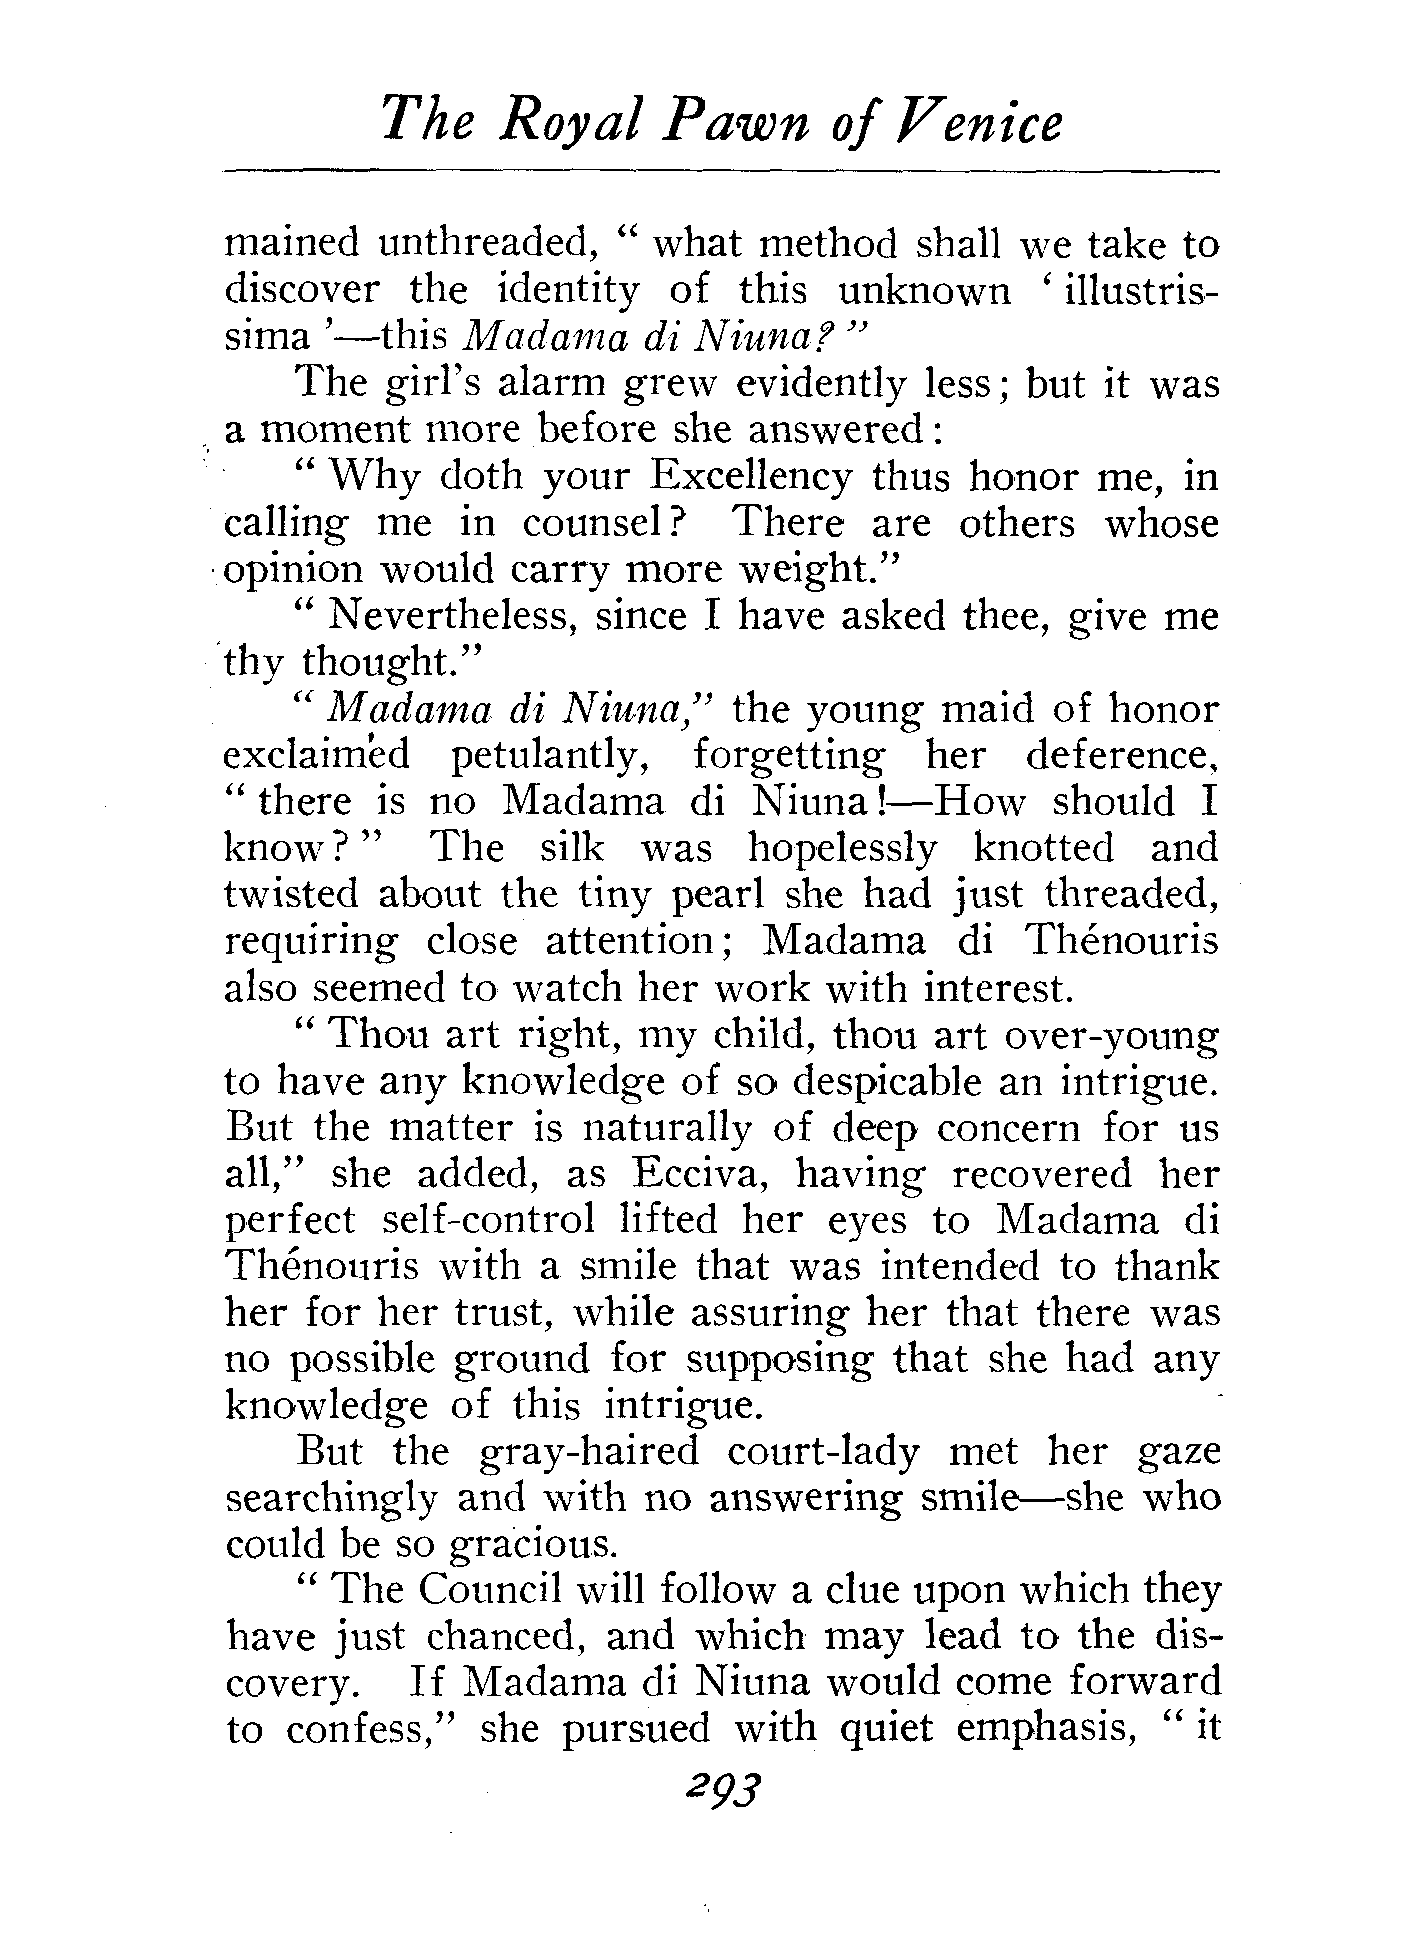 The Royal Pawn of Venice
mained unthreaded, “ what method shall we take to
discover the identity of this unknown ‘ illustris-
sima ’—this Madama di Niuna? ”
The girl’s alarm grew evidently less; but it was
a moment more before she answered:
“ Why doth your Excellency thus honor me, in
calling me in counsel? There are others whose
opinion would carry more weight.”
“ Nevertheless, since I have asked thee, give me
thy thought.”
“ Madama di Niuna,” the young maid of honor
exclaimed petulantly, forgetting her deference,
“ there is no Madama di Niuna!—How should I
know? ” The silk was hopelessly knotted and
twisted about the tiny pearl she had just threaded,
requiring close attention; Madama di Thénouris
also seemed to watch her work with interest.
“ Thou art right, my child, thou art over-young
to have any knowledge of so despicable an intrigue.
But the matter is naturally of deep concern for us
all,” she added, as Ecciva, having recovered her
perfect self-control lifted her eyes to Madama di
Thénouris with a smile that was intended to thank
her for her trust, while assuring her that there was
no possible ground for supposing that she had any
knowledge of this intrigue.
But the gray-haired court-lady met her gaze
searchingly and with no answering smile—she who
could be so gracious.
“ The Council will follow a clue upon which they
have just chanced, and which may lead to the dis-
covery. If Madama di Niuna would come forward
to confess,” she pursued with quiet emphasis, “ it
293